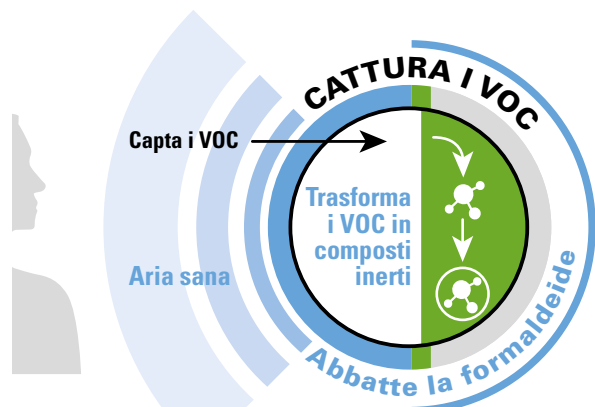 CATTURA I VOC
Capta i VOC
Trasforma
i VOC in
composti
inerti
Aria sana
Abbatte la formaldeide